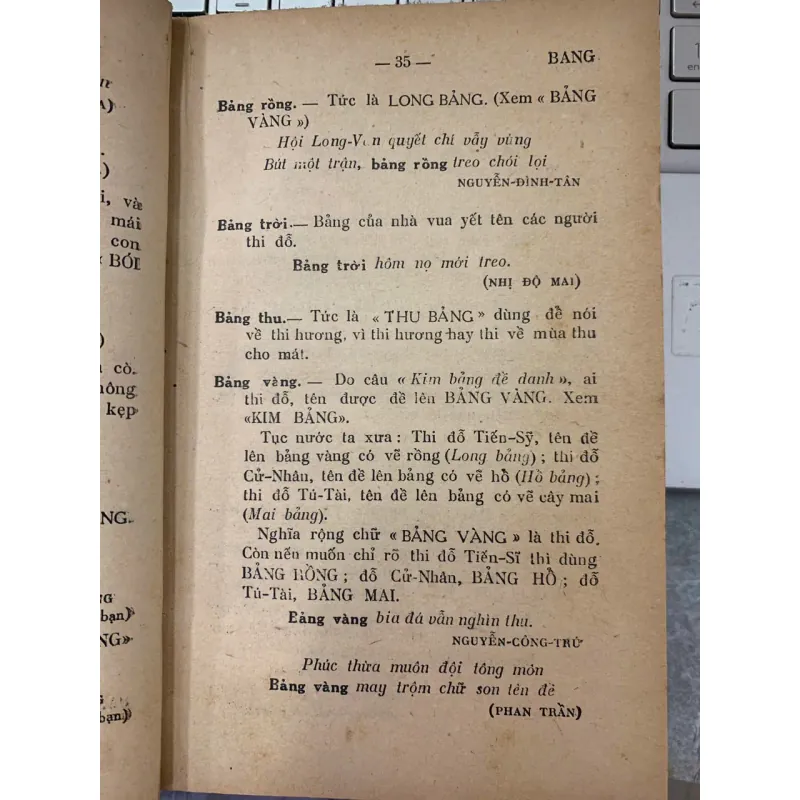 — 35 —
BANG
Bảng rồng. — Tức là LONG BẢNG. (Xem « BẢNG
VÀNG »)
Hội Long-Vân quyết chí vẫy vùng
Bút một trận, bảng rồng treo chói lọi
NGUYỄN-ĐÌNH-TÂN
Bảng trời.— Bảng của nhà vua yết tên các người
thi đỗ.
Bảng trời hôm nọ mới treo.
(NHỊ ĐỘ MAI)
Bảng thu.— Tức là « THU BẢNG » dùng để nói
về thi hương, vì thi hương hay thi về mùa thu
cho mát.
Bảng vàng. — Do câu « Kim bảng đề danh », ai
thi đỗ, tên được đề lên BẢNG VÀNG. Xem
«KIM BẢNG».
Tục nước ta xưa : Thi đỗ Tiến-Sỹ, tên đề
lên bảng vàng có vẽ rồng (Long bảng) ; thi đỗ
Cử-Nhân, tên đề lên bảng có vẽ hổ (Hổ bảng) ;
thi đỗ Tú-Tài, tên đề lên bảng có vẽ cây mai
(Mai bảng).
Nghĩa rộng chữ « BẢNG VÀNG » là thi đỗ.
Còn nếu muốn chỉ rõ thi đỗ Tiến-Sĩ thì dùng
BẢNG RỒNG ; đỗ Cử-Nhân, BẢNG HỔ ; đỗ
Tú-Tài, BẢNG MAI.
Bảng vàng bia đá vẫn nghìn thu.
NGUYỄN-CÔNG-TRỨ
Phúc thừa muôn đội tông môn
Bảng vàng may trộm chữ son tên đề
(PHAN TRẦN)